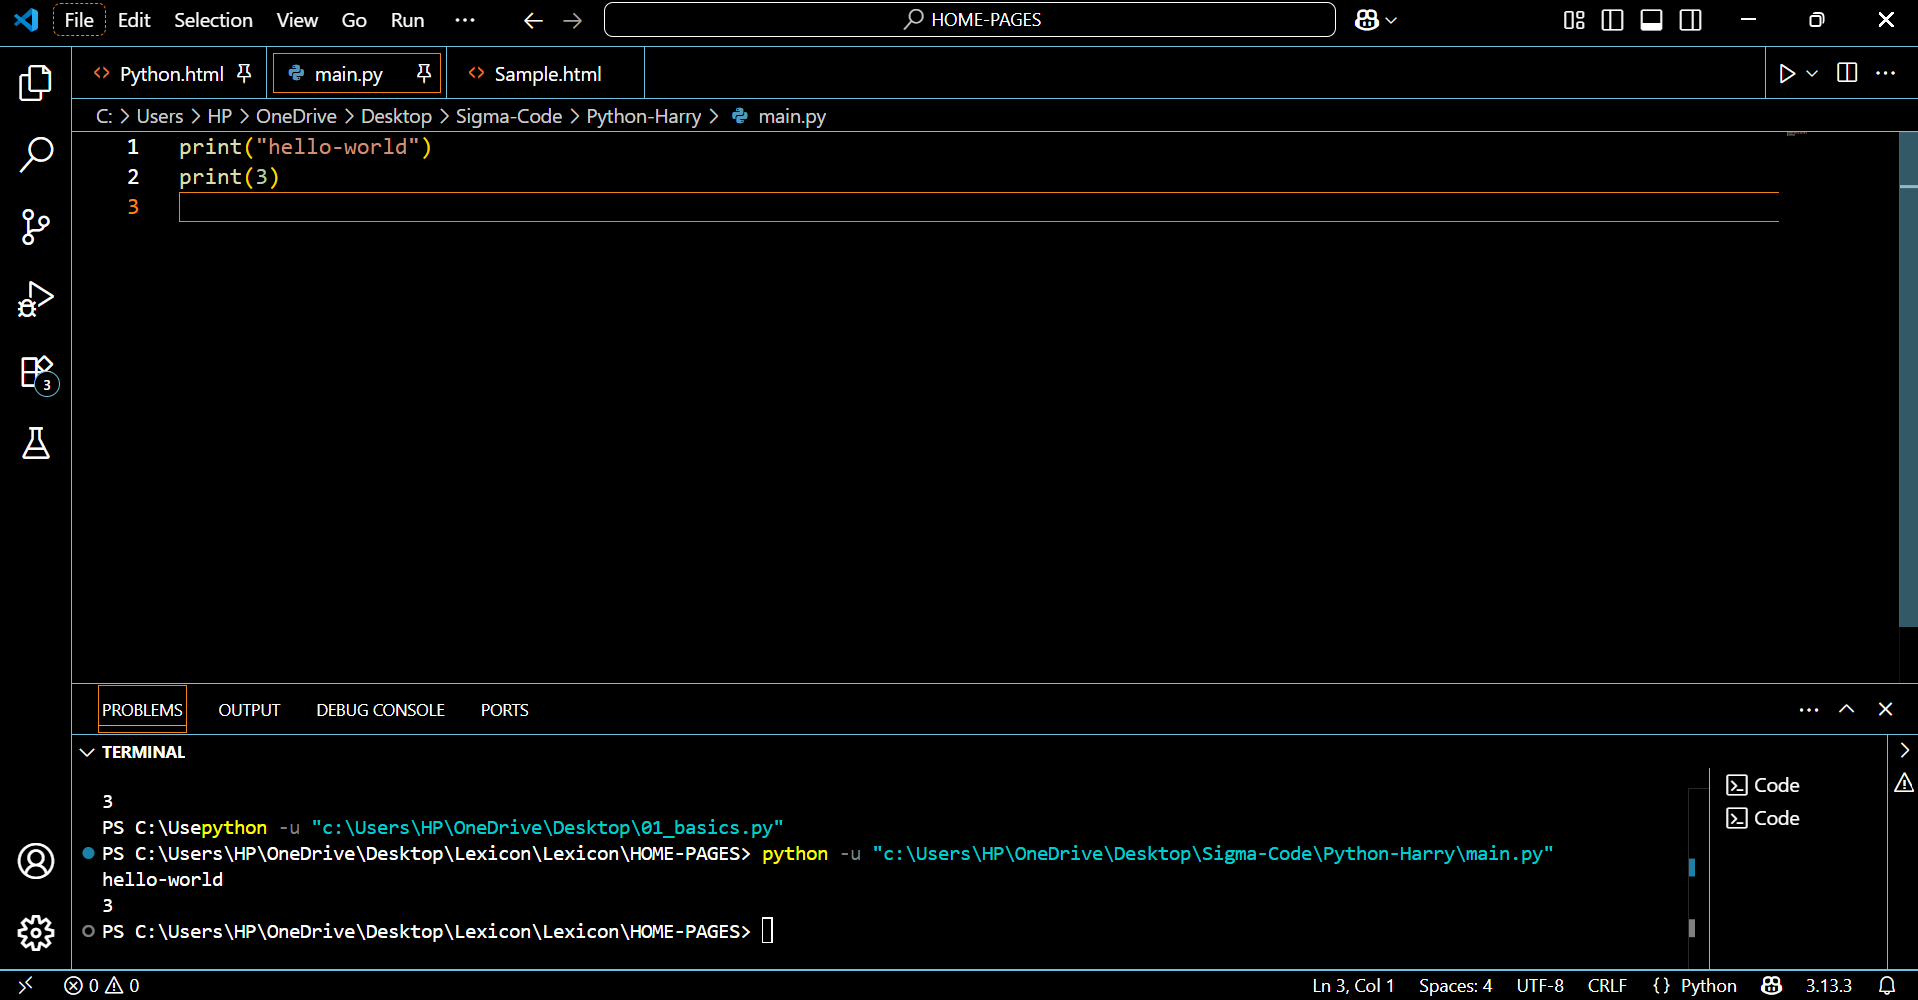 File Edit Selection View Go Run ··· HOME-PAGES
Python.html main.py Sample.html
C: > Users > HP > OneDrive > Desktop > Sigma-Code > Python-Harry > main.py
1 print("hello-world")
2 print(3)
3
3
PROBLEMS OUTPUT DEBUG CONSOLE PORTS
TERMINAL
3
PS C:\Usepython -u "c:\Users\HP\OneDrive\Desktop\01_basics.py"
PS C:\Users\HP\OneDrive\Desktop\Lexicon\Lexicon\HOME-PAGES> python -u "c:\Users\HP\OneDrive\Desktop\Sigma-Code\Python-Harry\main.py"
hello-world
3
PS C:\Users\HP\OneDrive\Desktop\Lexicon\Lexicon\HOME-PAGES>
Code
Code
0 0 Ln 3, Col 1 Spaces: 4 UTF-8 CRLF {} Python 3.13.3